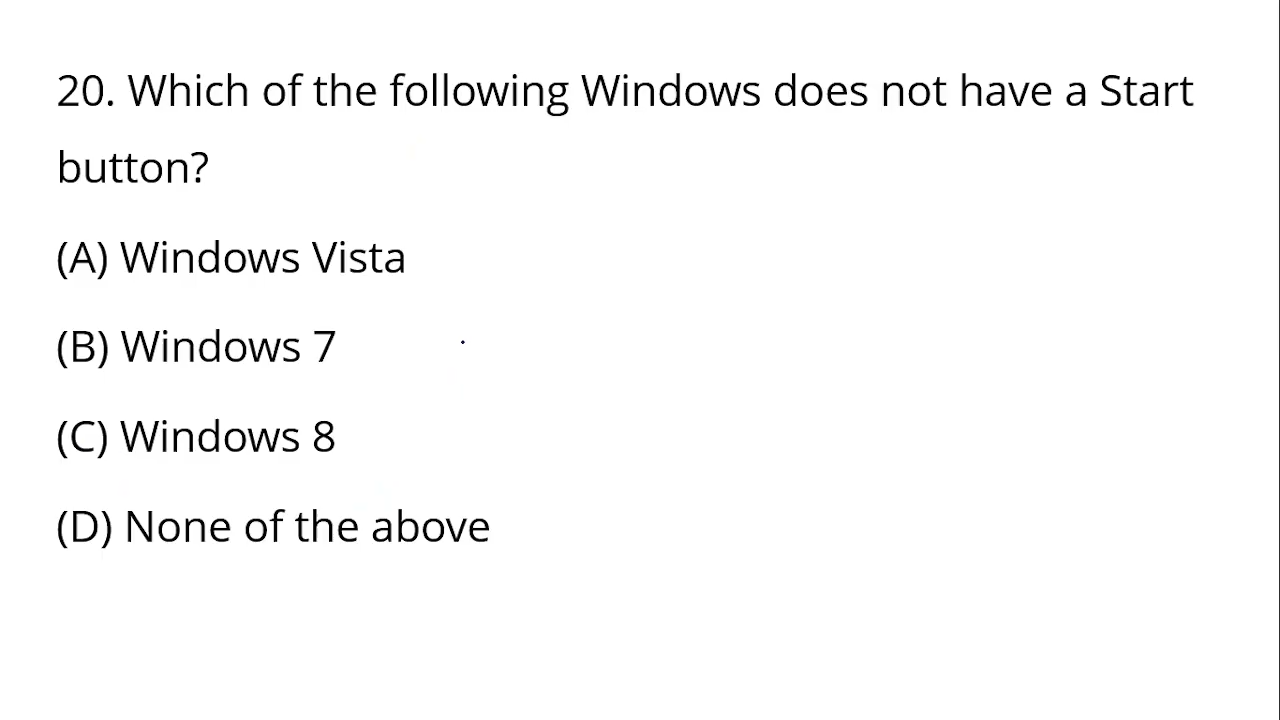 20. Which of the following Windows does not have a Start
button?
(A) Windows Vista
(B) Windows 7
(C) Windows 8
(D) None of the above